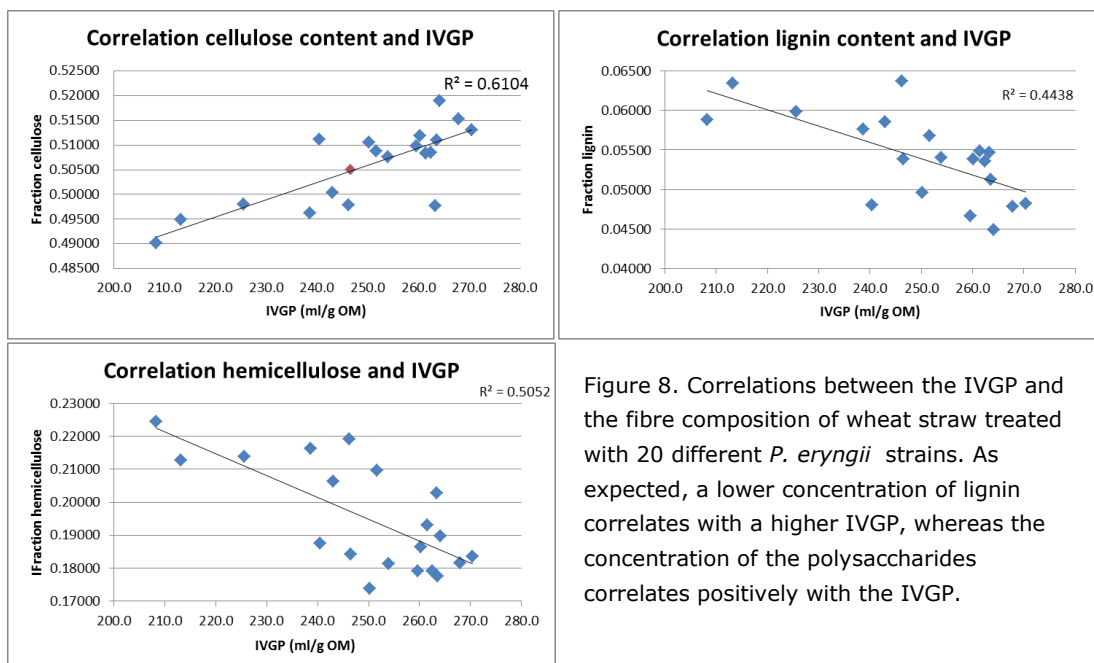 Correlation cellulose content and IVGP
R² = 0.6104
Fraction cellulose
0.52500
0.52000
0.51500
0.51000
0.50500
0.50000
0.49500
0.49000
0.48500
200.0 210.0 220.0 230.0 240.0 250.0 260.0 270.0 280.0
IVGP (ml/g OM)
Correlation lignin content and IVGP
R² = 0.4438
Fraction lignin
0.06500
0.06000
0.05500
0.05000
0.04500
0.04000
200.0 210.0 220.0 230.0 240.0 250.0 260.0 270.0 280.0
IVGP (ml/g OM)
Correlation hemicellulose and IVGP
R² = 0.5052
lFraction hemicellulose
0.23000
0.22000
0.21000
0.20000
0.19000
0.18000
0.17000
200.0 210.0 220.0 230.0 240.0 250.0 260.0 270.0 280.0
IVGP (ml/g OM)
Figure 8. Correlations between the IVGP and
the fibre composition of wheat straw treated
with 20 different P. eryngii strains. As
expected, a lower concentration of lignin
correlates with a higher IVGP, whereas the
concentration of the polysaccharides
correlates positively with the IVGP.